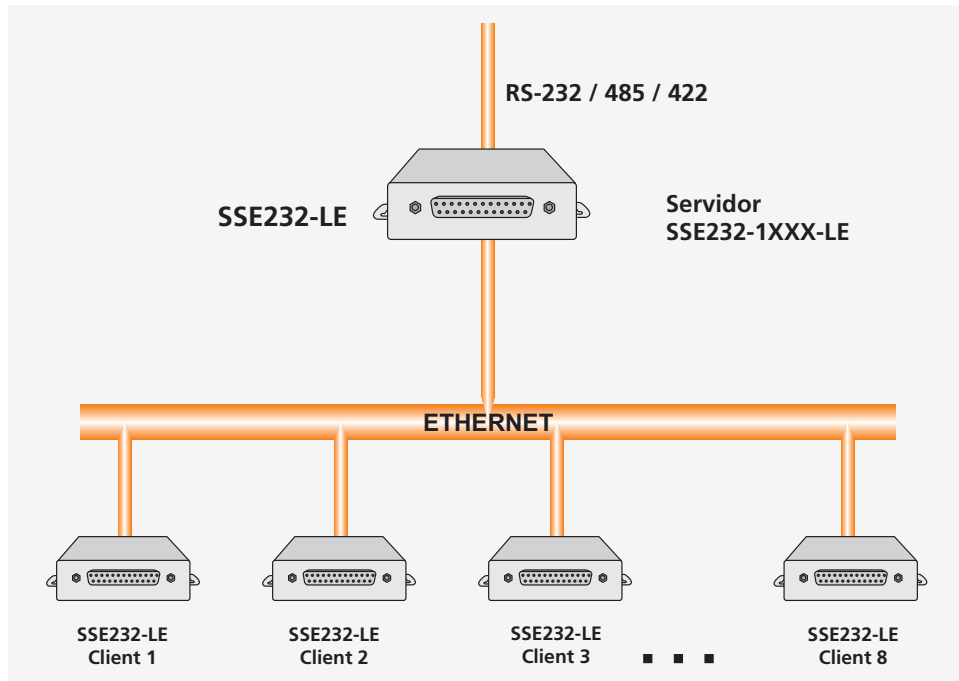 RS-232 / 485 / 422
SSE232-LE
Servidor
SSE232-1XXX-LE
ETHERNET
SSE232-LE
Client 1
SSE232-LE
Client 2
SSE232-LE
Client 3
SSE232-LE
Client 8